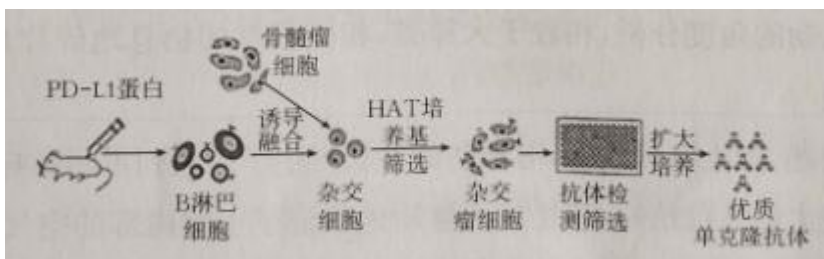 骨髓瘤
细胞
PD-L1蛋白
诱导
融合
HAT培
养基
筛选
扩大
培养
B淋巴
细胞
杂交
细胞
杂交
瘤细胞
抗体检
测筛选
优质
单克隆抗体